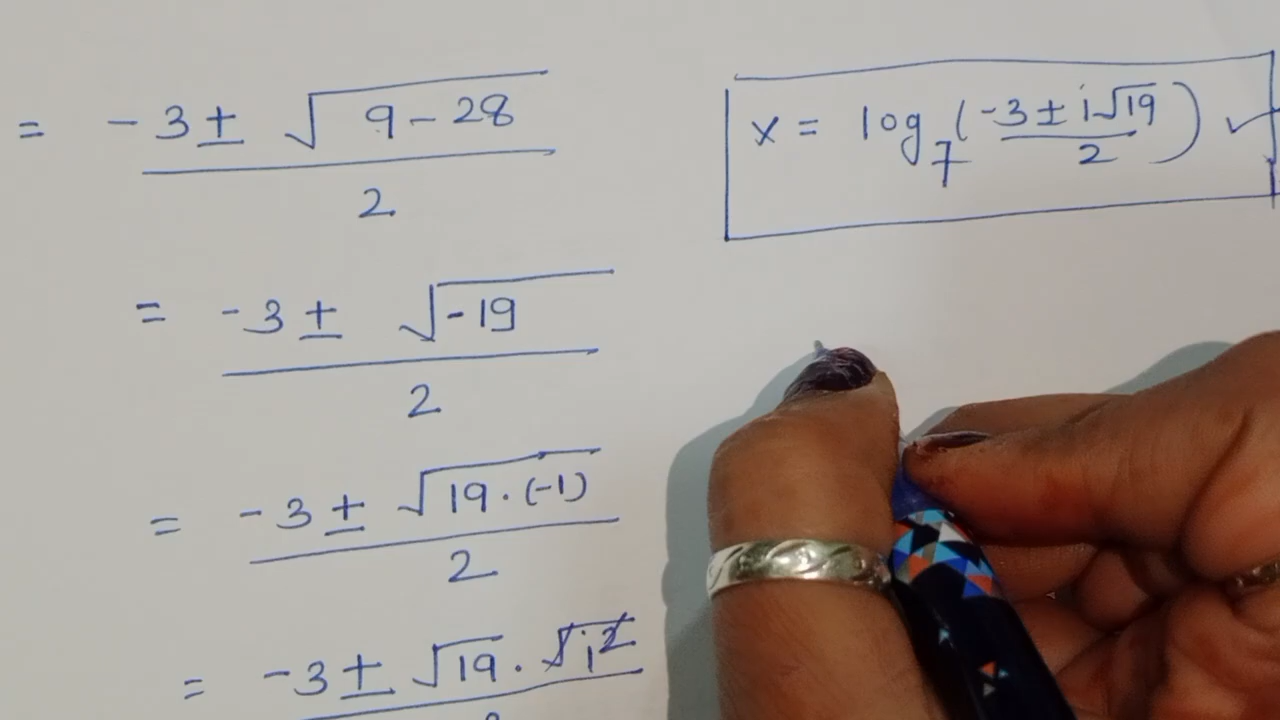 = -3 ± √9-28
2
= -3 ± √-19
2
= -3 ± √19·(-1)
2
= -3 ± √19·√i²
x = log₇(-3 ± i√19 / 2) ✓